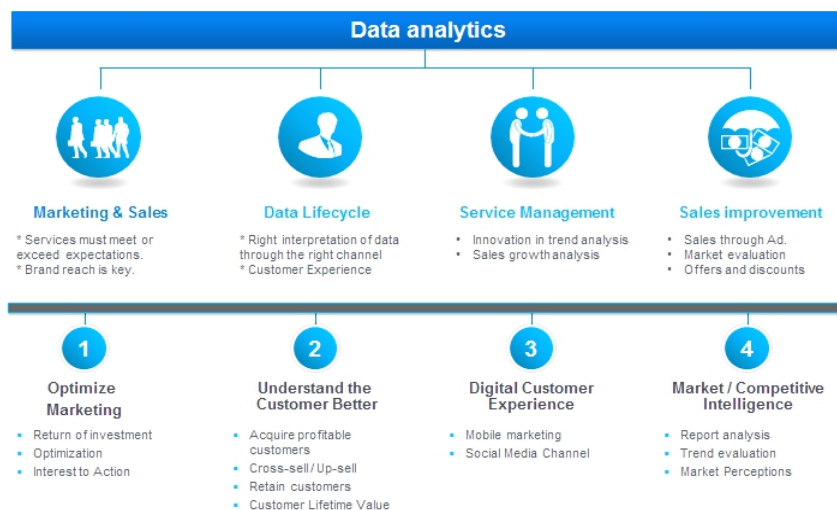 Data analytics
Marketing & Sales
* Services must meet or
exceed expectations.
* Brand reach is key.
Data Lifecycle
* Right interpretation of data
through the right channel
* Customer Experience
Service Management
• Innovation in trend analysis
• Sales growth analysis
Sales improvement
• Sales through Ad.
• Market evaluation
• Offers and discounts
1
Optimize
Marketing
▪ Return of investment
▪ Optimization
▪ Interest to Action
2
Understand the
Customer Better
▪ Acquire profitable
customers
▪ Cross-sell / Up-sell
▪ Retain customers
▪ Customer Lifetime Value
3
Digital Customer
Experience
▪ Mobile marketing
▪ Social Media Channel
4
Market / Competitive
Intelligence
▪ Report analysis
▪ Trend evaluation
▪ Market Perceptions